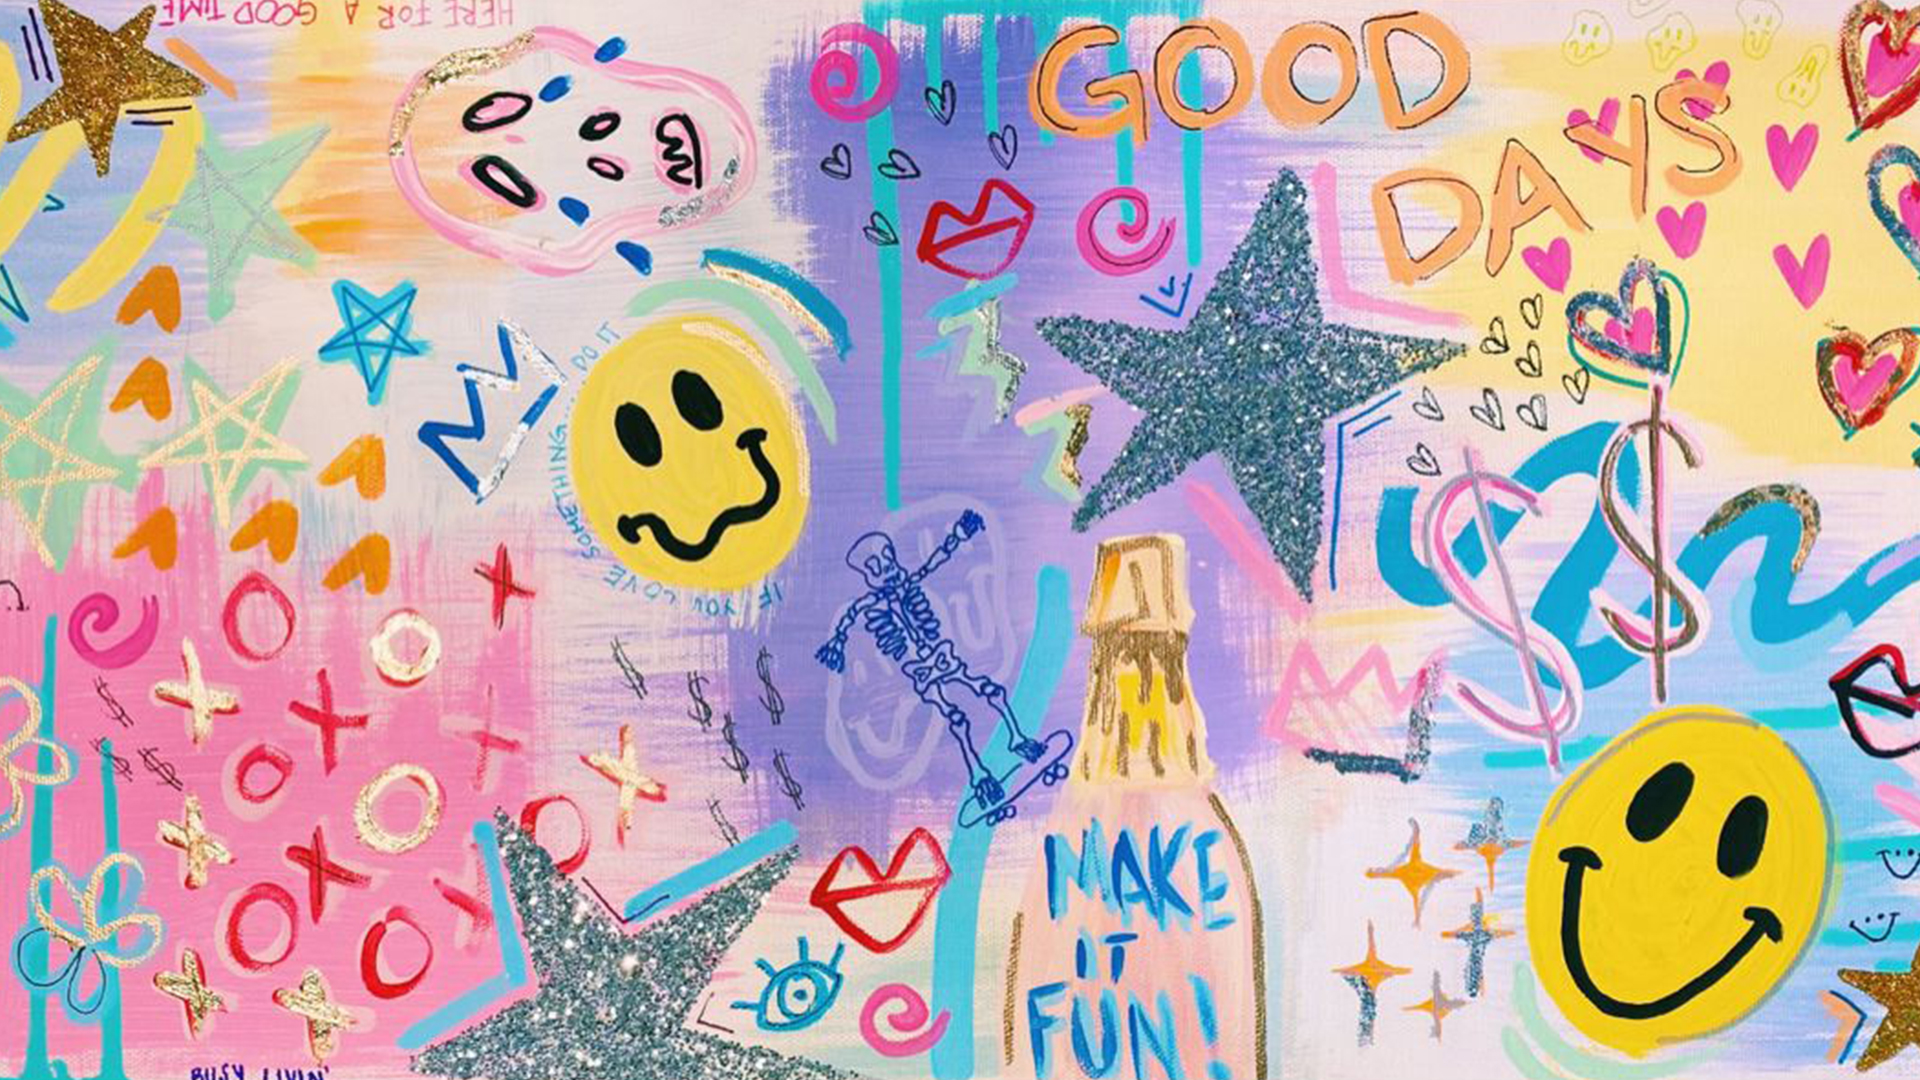 HERE FOR A GOOD TIME
GOOD
DAYS
IF YOU LOVE SOMETHING... DO IT
MAKE
IT
FUN!
BUSY LIVIN'